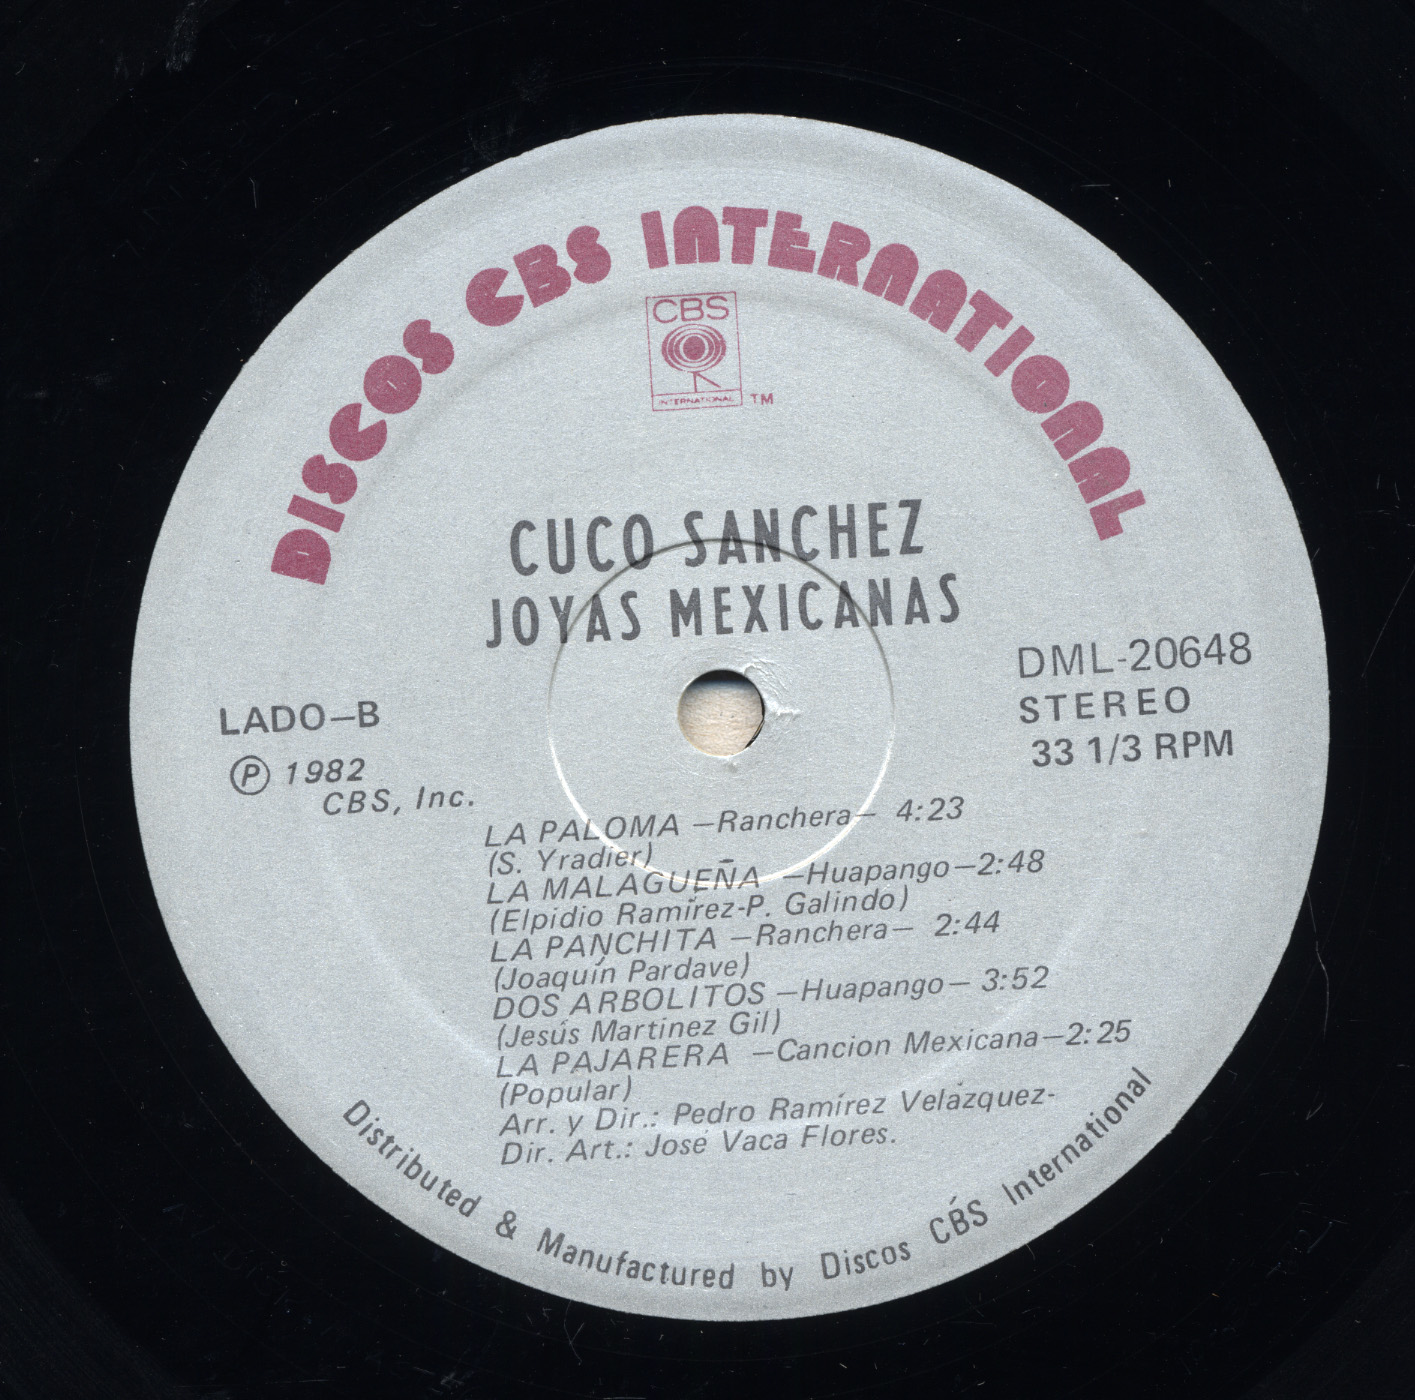 DISCOS CBS INTERNATIONAL
CBS
INTERNATIONAL
TM
CUCO SANCHEZ
JOYAS MEXICANAS
DML-20648
STEREO
33 1/3 RPM
LADO–B
Ⓟ 1982
CBS, Inc.
LA PALOMA –Ranchera– 4:23
(S. Yradier)
LA MALAGUEÑA –Huapango–2:48
(Elpidio Ramírez-P. Galindo)
LA PANCHITA –Ranchera– 2:44
(Joaquín Pardave)
DOS ARBOLITOS –Huapango– 3:52
(Jesús Martinez Gil)
LA PAJARERA –Cancion Mexicana–2:25
(Popular)
Arr. y Dir.: Pedro Ramírez Velázquez-
Dir. Art.: José Vaca Flores.
Distributed & Manufactured by Discos CBS International